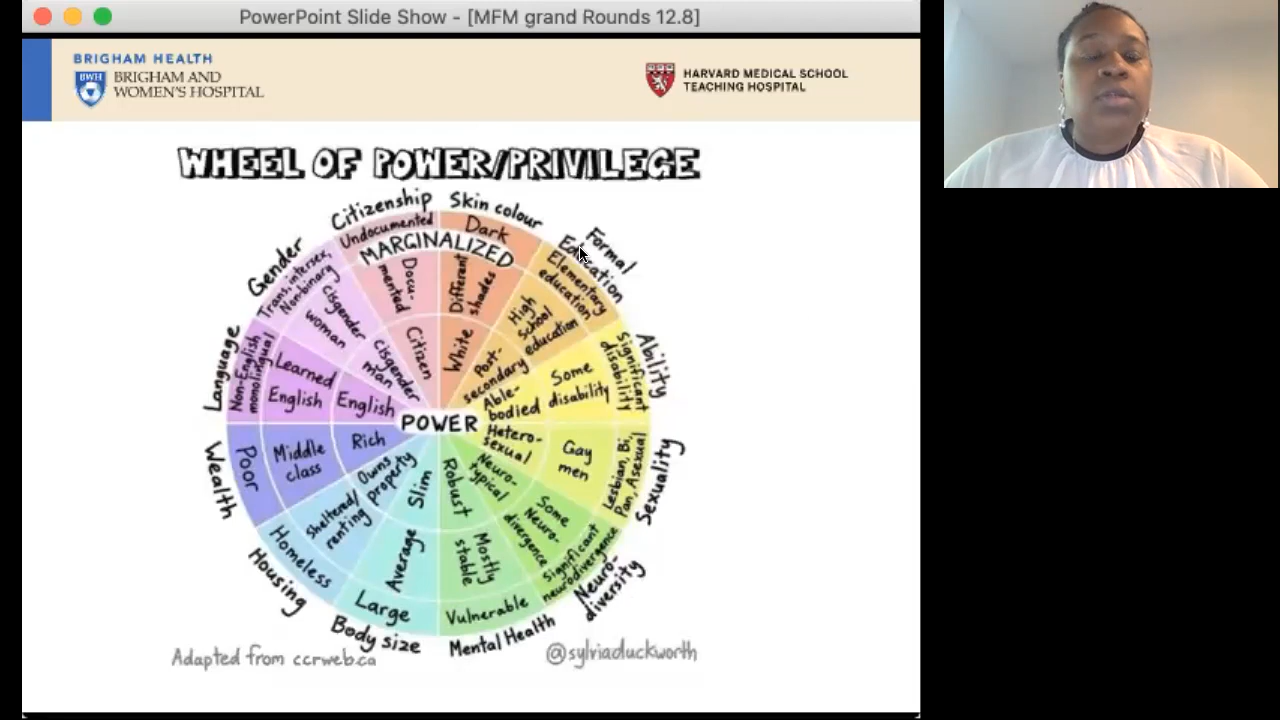 PowerPoint Slide Show - [MFM grand Rounds 12.8]
BRIGHAM HEALTH
BWH
BRIGHAM AND
WOMEN'S HOSPITAL
HARVARD MEDICAL SCHOOL
TEACHING HOSPITAL
WHEEL OF POWER/PRIVILEGE
Citizenship
Undocumented
Docu-
mented
Citizen
Skin colour
Dark
Different
shades
White
MARGINALIZED
Formal
Education
Elementary
education
High
school
education
Post-
secondary
Ability
Significant
disability
Some
disability
Able-
bodied
Sexuality
Lesbian, Bi,
Pan, Asexual
Gay
men
Hetero-
sexual
Neuro-
diversity
Significant
neurodivergence
Some
Neuro-
divergence
Neuro-
typical
Mental Health
Vulnerable
Mostly
stable
Robust
Body size
Large
Average
Slim
Housing
Homeless
Sheltered/
renting
Owns
property
Wealth
Poor
Middle
class
Rich
Language
Non-English
monolingual
Learned
English
English
Gender
Trans, intersex,
Nonbinary
cisgender
woman
cisgender
man
POWER
Adapted from ccrweb.ca
@sylviaduckworth